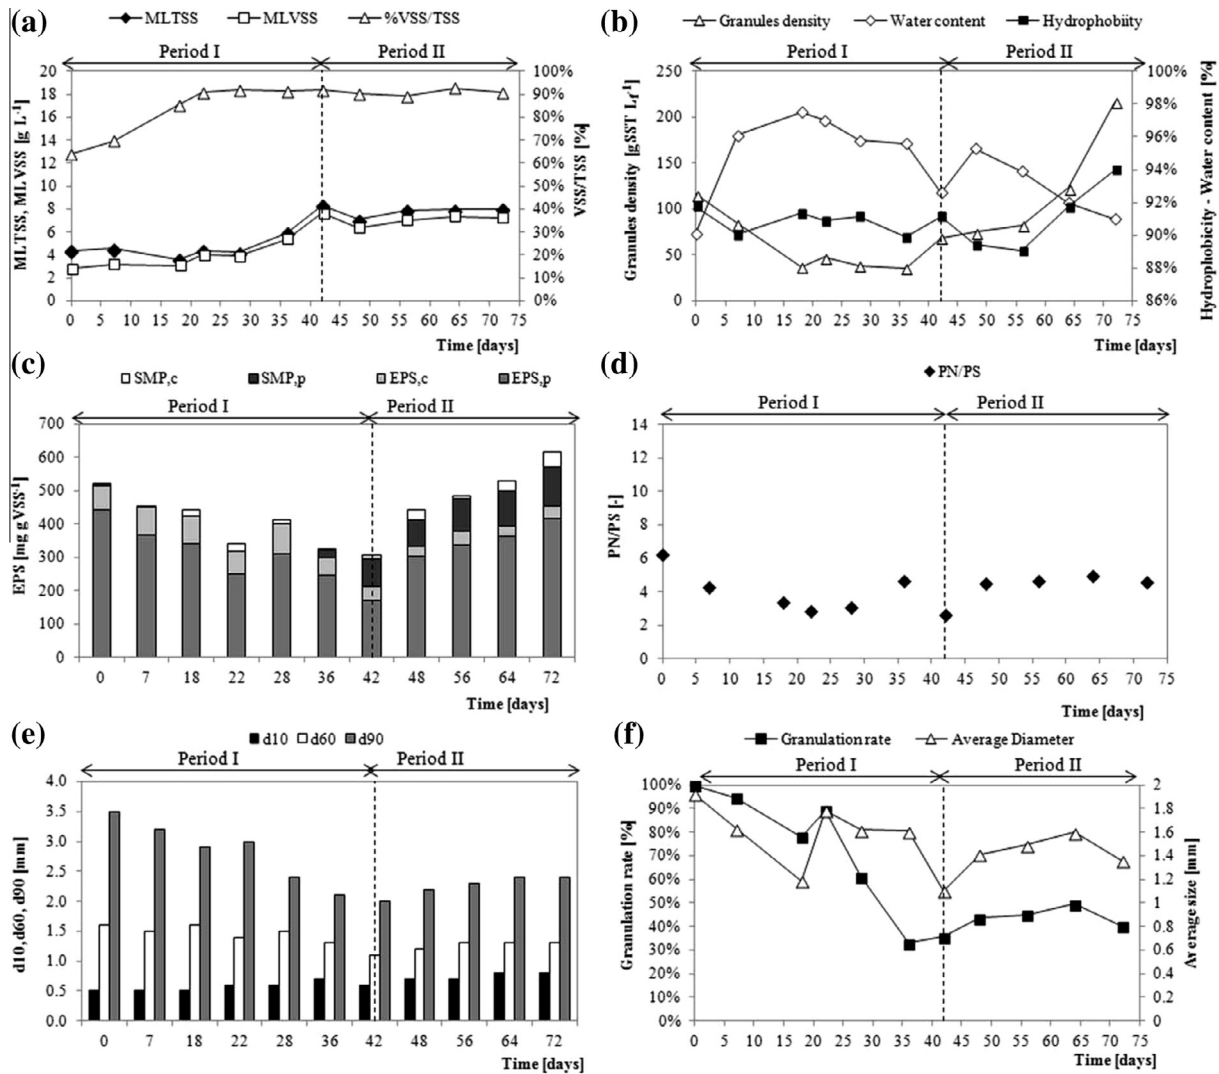 (a)
MLTSS MLVSS %VSS/TSS
Period I Period II
MLTSS, MLVSS [g L⁻¹]
20
18
16
14
12
10
8
6
4
2
0
100%
90%
80%
70%
60%
50%
40%
30%
20%
10%
0%
VSS/TSS [%]
0 5 10 15 20 25 30 35 40 45 50 55 60 65 70 75
Time [days]
(b)
Granules density Water content Hydrophobiity
Period I Period II
Granules density [gSST Lf⁻¹]
250
200
150
100
50
0
100%
98%
96%
94%
92%
90%
88%
86%
Hydrophobicity - Water content [%]
0 5 10 15 20 25 30 35 40 45 50 55 60 65 70 75
Time [days]
(c)
SMP,c SMP,p EPS,c EPS,p
Period I Period II
EPS [mg gVSS⁻¹]
700
600
500
400
300
200
100
0
0 7 18 22 28 36 42 48 56 64 72
Time [days]
(d)
PN/PS
Period I Period II
PN/PS [-]
14
12
10
8
6
4
2
0
0 5 10 15 20 25 30 35 40 45 50 55 60 65 70 75
Time [days]
(e)
d10 d60 d90
Period I Period II
d10,d60, d90 [mm]
4.0
3.5
3.0
2.5
2.0
1.5
1.0
0.5
0.0
0 7 18 22 28 36 42 48 56 64 72
Time [days]
(f)
Granulation rate Average Diameter
Period I Period II
Granulation rate [%]
100%
90%
80%
70%
60%
50%
40%
30%
20%
10%
0%
2
1.8
1.6
1.4
1.2
1
0.8
0.6
0.4
0.2
0
Average size [mm]
0 5 10 15 20 25 30 35 40 45 50 55 60 65 70 75
Time [days]